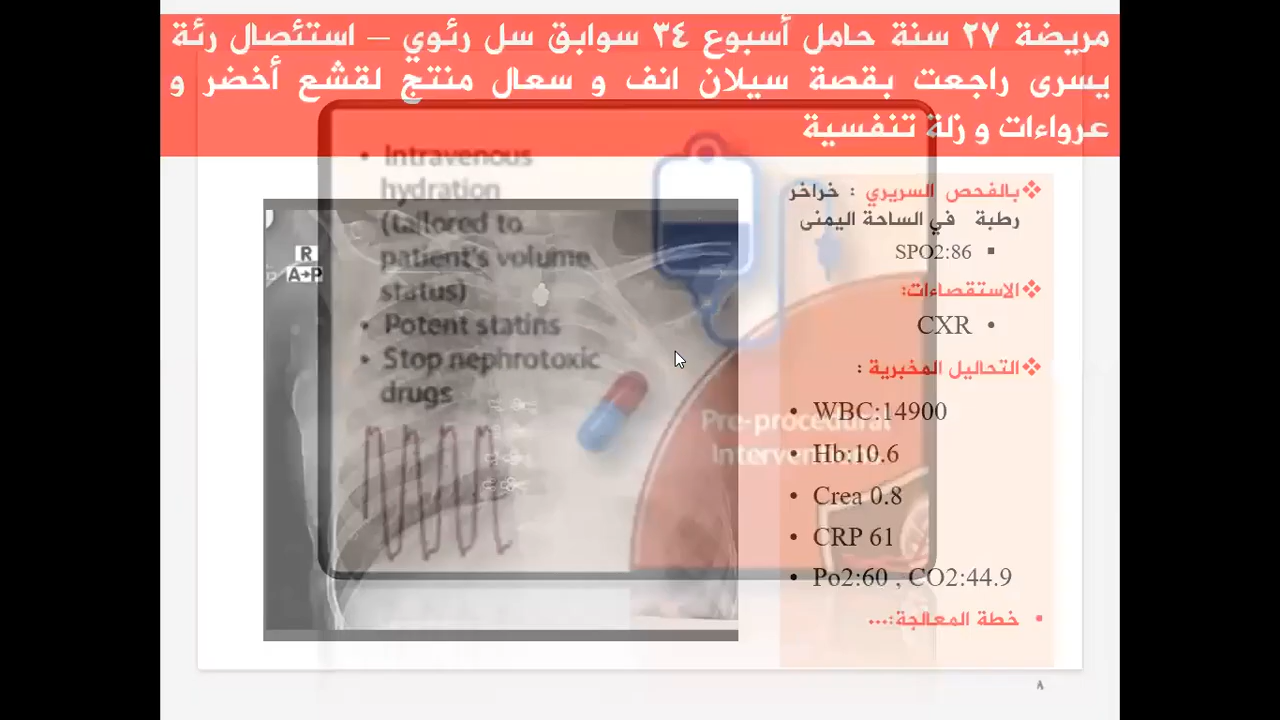 مريضة ٢٧ سنة حامل أسبوع ٣٤ سوابق سل رئوي – استئصال رئة
يسرى راجعت بقصة سيلان انف و سعال منتج لقشع أخضر و
عرواءات و زلة تنفسية
• Intravenous
hydration
(tailored to
patient's volume
status)
• Potent statins
• Stop nephrotoxic
drugs
Pre-procedural
Interventions
R
A→P
❖بالفحص السريري : خراخر
رطبة في الساحة اليمنى
▪ SPO2:86
❖الاستقصاءات:
• CXR
❖التحاليل المخبرية :
• WBC:14900
• Hb:10.6
• Crea 0.8
• CRP 61
• Po2:60 , CO2:44.9
• خطة المعالجة:...
٨